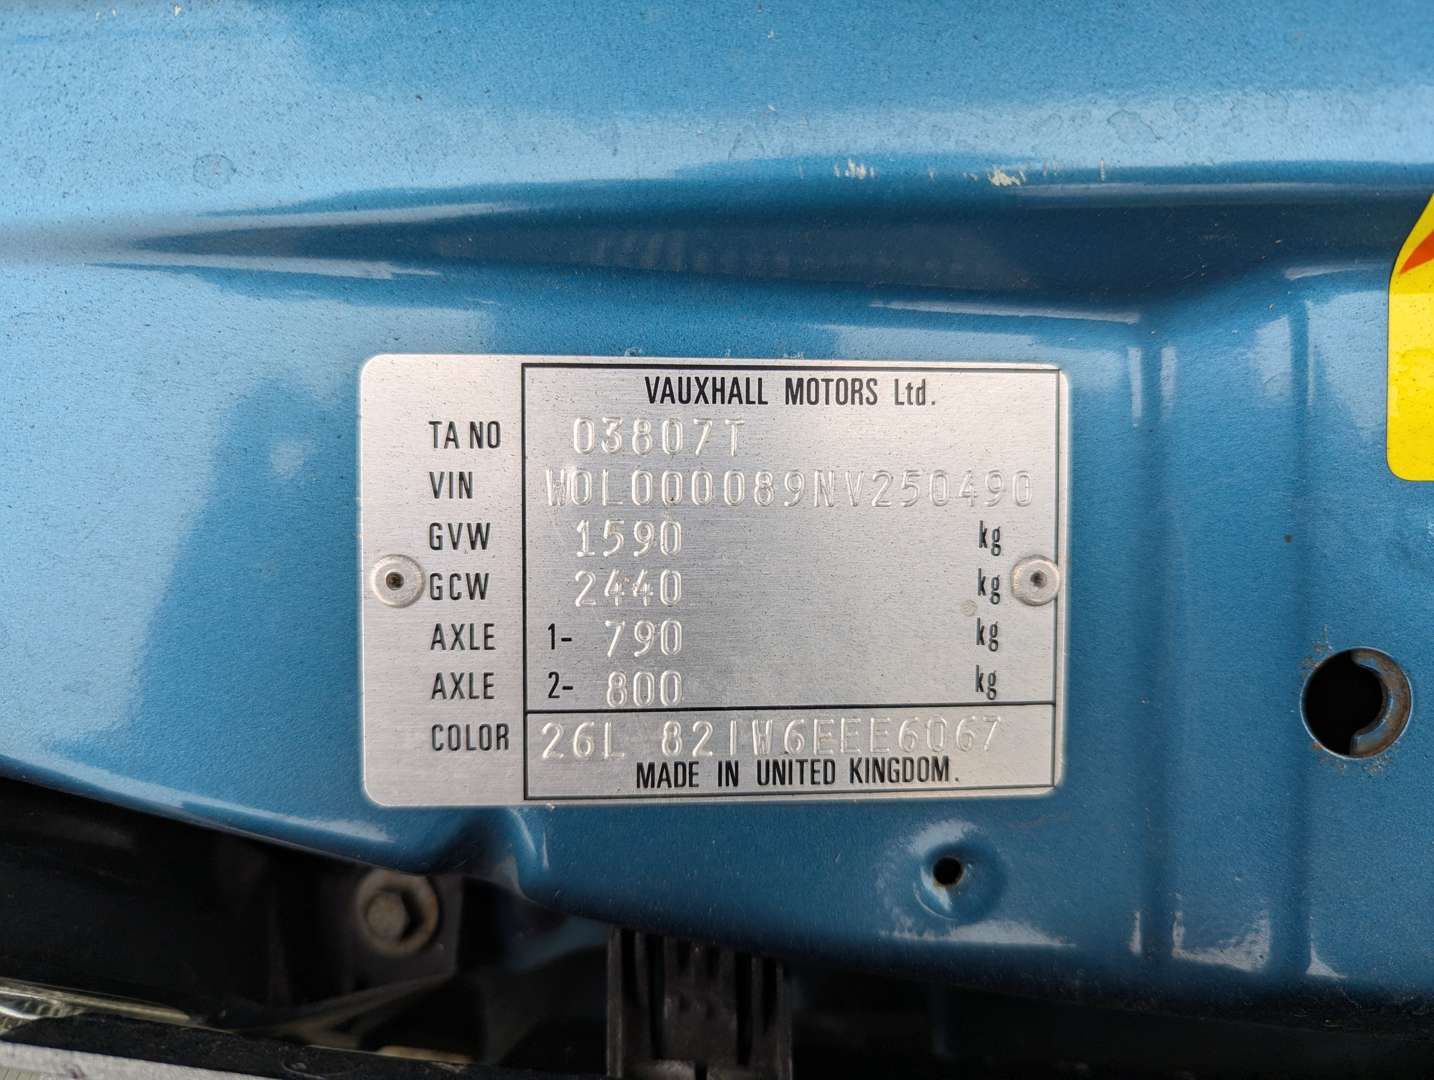 VAUXHALL MOTORS Ltd.
TA NO 03807T
VIN W0L000089NV250490
GVW 1590 kg
GCW 2440 kg
AXLE 1- 790 kg
AXLE 2- 800 kg
COLOR 26L 82IW6EEE6067
MADE IN UNITED KINGDOM.